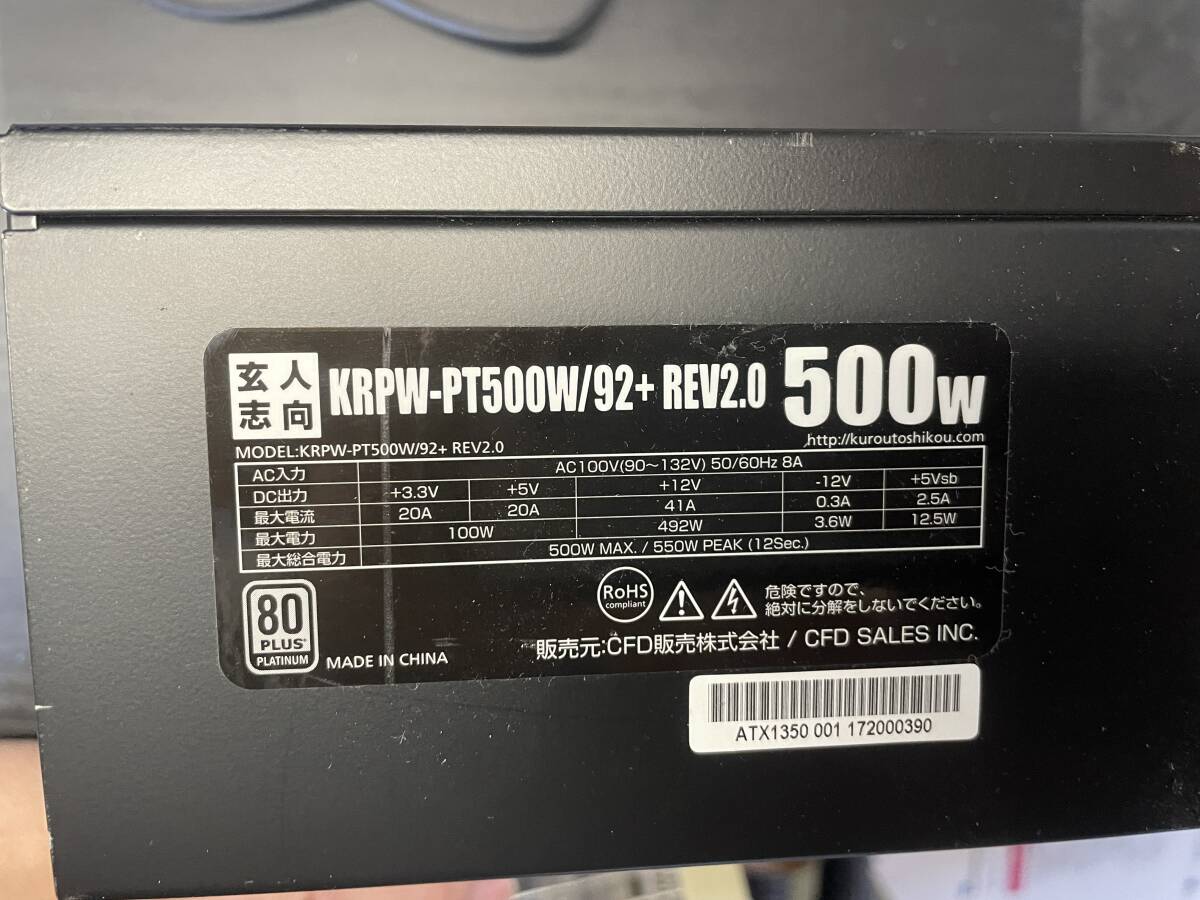 玄人
志向
KRPW-PT500W/92+ REV2.0 500W
http://kuroutoshikou.com
MODEL:KRPW-PT500W/92+ REV2.0
AC入力 AC100V(90～132V) 50/60Hz 8A
DC出力 +3.3V +5V +12V -12V +5Vsb
最大電流 20A 20A 41A 0.3A 2.5A
最大電力 100W 492W 3.6W 12.5W
最大総合電力 500W MAX. / 550W PEAK (12Sec.)
80
PLUS
PLATINUM
MADE IN CHINA
RoHS
compliant
危険ですので、
絶対に分解をしないでください。
販売元:CFD販売株式会社 / CFD SALES INC.
ATX1350 001 172000390